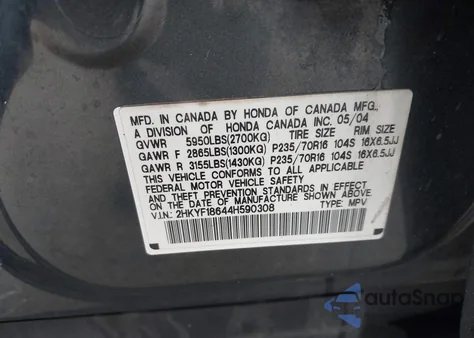 MFD. IN CANADA BY HONDA OF CANADA MFG.,
A DIVISION OF HONDA CANADA INC. 05/04
GVWR 5950LBS(2700KG) TIRE SIZE RIM SIZE
GAWR F 2865LBS(1300KG) P235/70R16 104S 16X6.5JJ
GAWR R 3155LBS(1430KG) P235/70R16 104S 16X6.5JJ
THIS VEHICLE CONFORMS TO ALL APPLICABLE
FEDERAL MOTOR VEHICLE SAFETY
AND THEFT PREVENTION STANDARDS IN EFFECT
ON THE DATE OF MANUFACTURE SHOWN ABOVE.
V.I.N.: 2HKYF18644H590308 TYPE: MPV
autoSnap